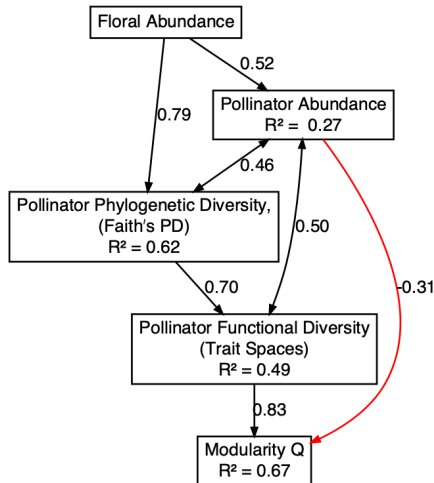 Floral Abundance
0.52
Pollinator Abundance
R² = 0.27
0.79
0.46
Pollinator Phylogenetic Diversity,
(Faith's PD)
R² = 0.62
0.50
-0.31
0.70
Pollinator Functional Diversity
(Trait Spaces)
R² = 0.49
0.83
Modularity Q
R² = 0.67